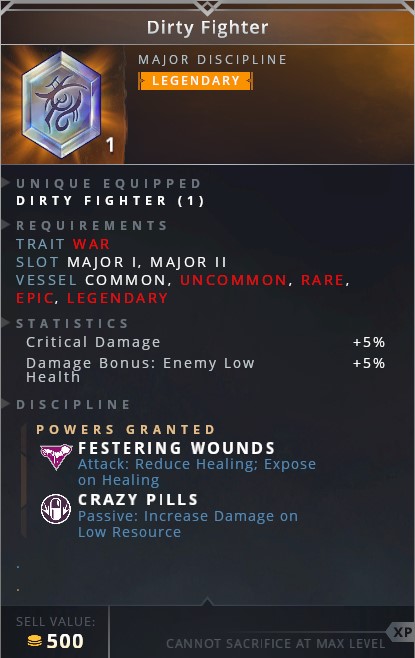 Dirty Fighter
MAJOR DISCIPLINE
LEGENDARY
1
UNIQUE EQUIPPED
DIRTY FIGHTER (1)
REQUIREMENTS
TRAIT WAR
SLOT MAJOR I, MAJOR II
VESSEL COMMON, UNCOMMON, RARE,
EPIC, LEGENDARY
STATISTICS
Critical Damage +5%
Damage Bonus: Enemy Low +5%
Health
DISCIPLINE
POWERS GRANTED
FESTERING WOUNDS
Attack: Reduce Healing; Expose
on Healing
CRAZY PILLS
Passive: Increase Damage on
Low Resource
.
.
SELL VALUE:
500
XP
CANNOT SACRIFICE AT MAX LEVEL